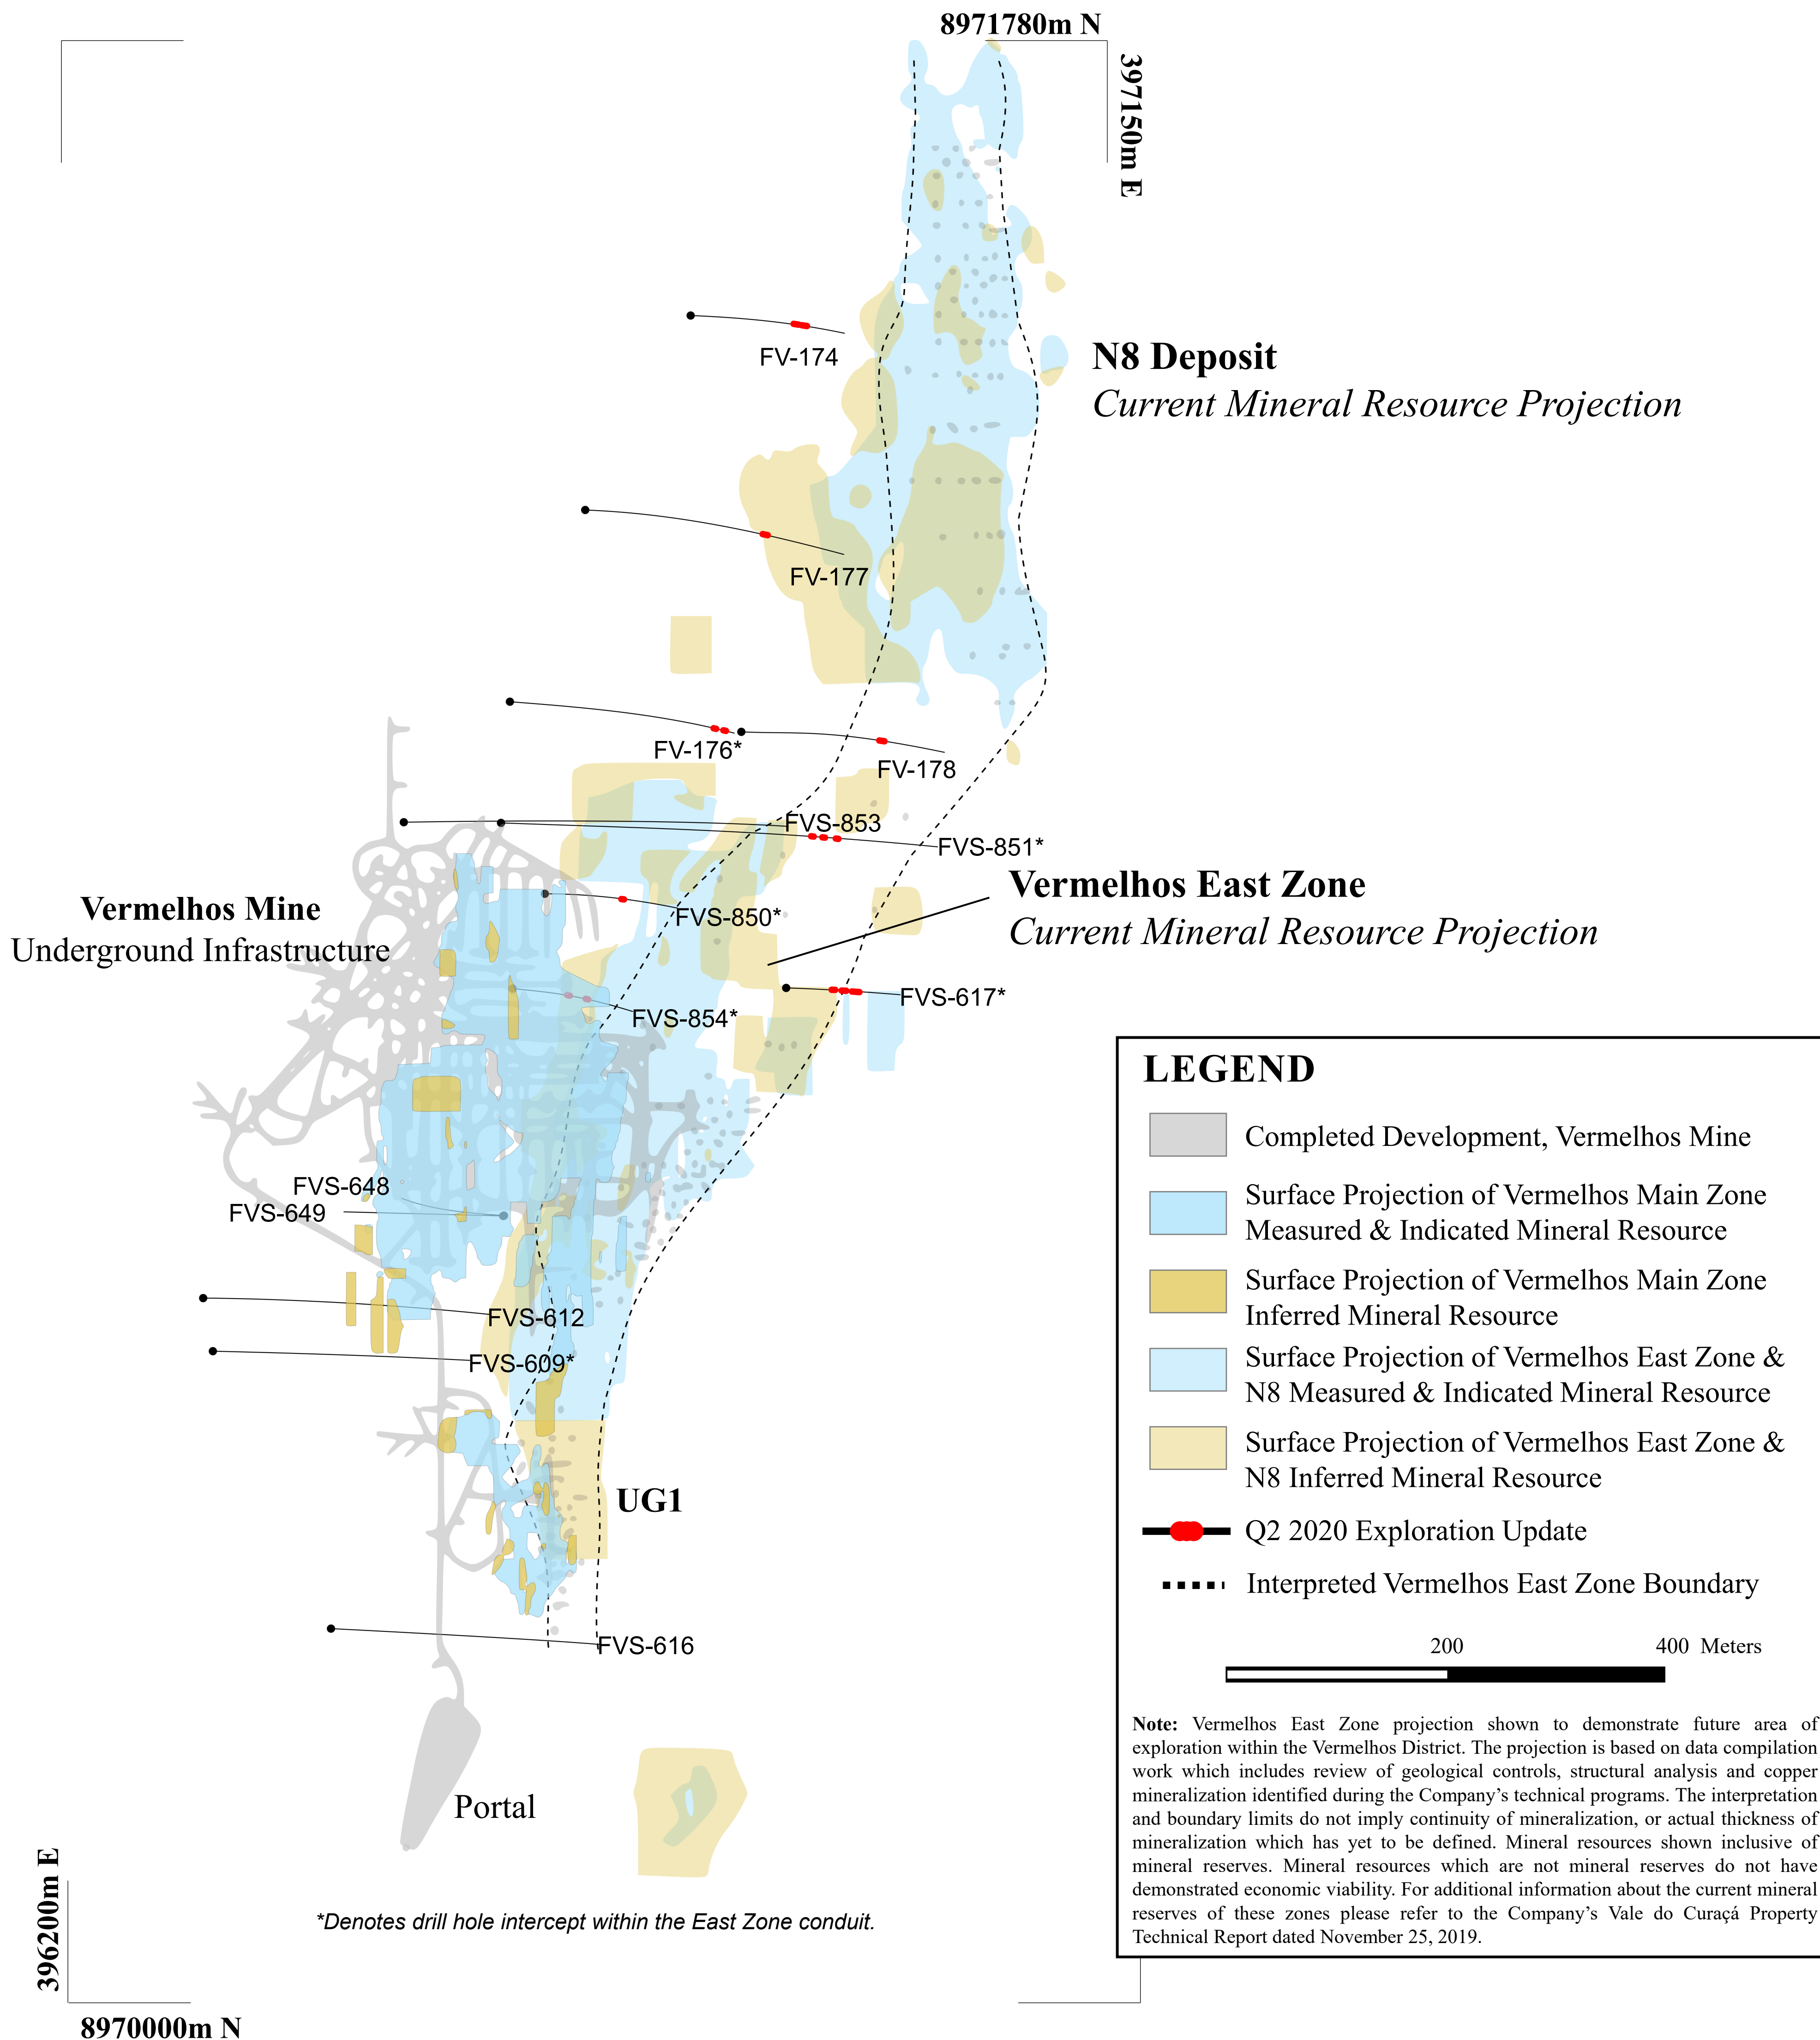 8971780m N
397150m E
FV-174
N8 Deposit
Current Mineral Resource Projection
FV-177
FV-176*
FV-178
FVS-853
FVS-851*
Vermelhos East Zone
Current Mineral Resource Projection
Vermelhos Mine
Underground Infrastructure
FVS-850*
FVS-617*
FVS-854*
FVS-648
FVS-649
FVS-612
FVS-609*
UG1
FVS-616
Portal
LEGEND
Completed Development, Vermelhos Mine
Surface Projection of Vermelhos Main Zone
Measured & Indicated Mineral Resource
Surface Projection of Vermelhos Main Zone
Inferred Mineral Resource
Surface Projection of Vermelhos East Zone &
N8 Measured & Indicated Mineral Resource
Surface Projection of Vermelhos East Zone &
N8 Inferred Mineral Resource
Q2 2020 Exploration Update
Interpreted Vermelhos East Zone Boundary
200 400 Meters
Note: Vermelhos East Zone projection shown to demonstrate future area of
exploration within the Vermelhos District. The projection is based on data compilation
work which includes review of geological controls, structural analysis and copper
mineralization identified during the Company's technical programs. The interpretation
and boundary limits do not imply continuity of mineralization, or actual thickness of
mineralization which has yet to be defined. Mineral resources shown inclusive of
mineral reserves. Mineral resources which are not mineral reserves do not have
demonstrated economic viability. For additional information about the current mineral
reserves of these zones please refer to the Company's Vale do Curaçá Property
Technical Report dated November 25, 2019.
*Denotes drill hole intercept within the East Zone conduit.
396200m E
8970000m N